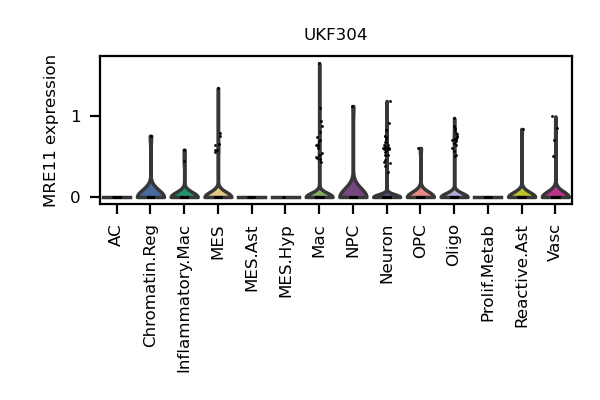 UKF304
MRE11 expression
1
0
AC
Chromatin.Reg
Inflammatory.Mac
MES
MES.Ast
MES.Hyp
Mac
NPC
Neuron
OPC
Oligo
Prolif.Metab
Reactive.Ast
Vasc